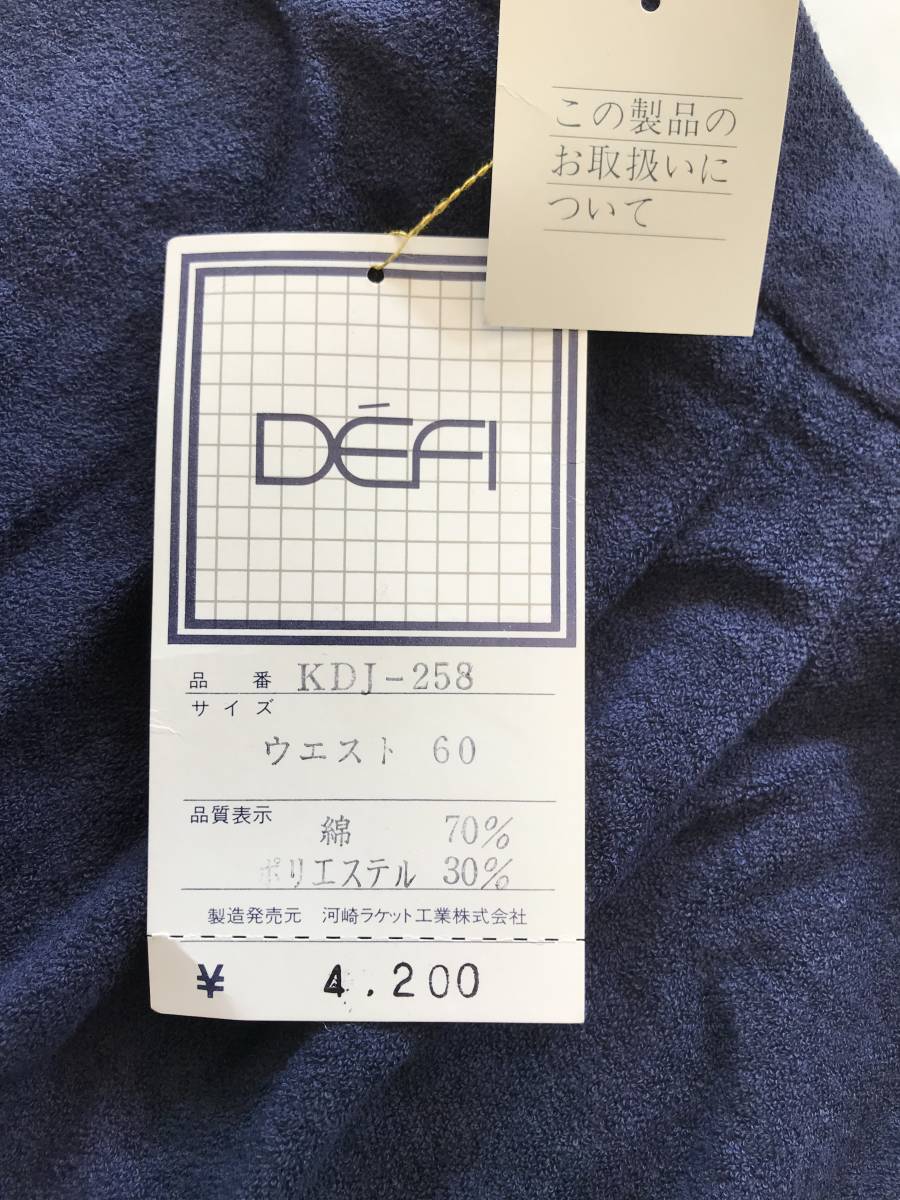 この製品の
お取扱いに
ついて
DÉFI
品 番 KDJ-258
サイズ
ウエスト 60
品質表示
綿 70%
ポリエステル 30%
製造発売元 河崎ラケット工業株式会社
¥ 4.200